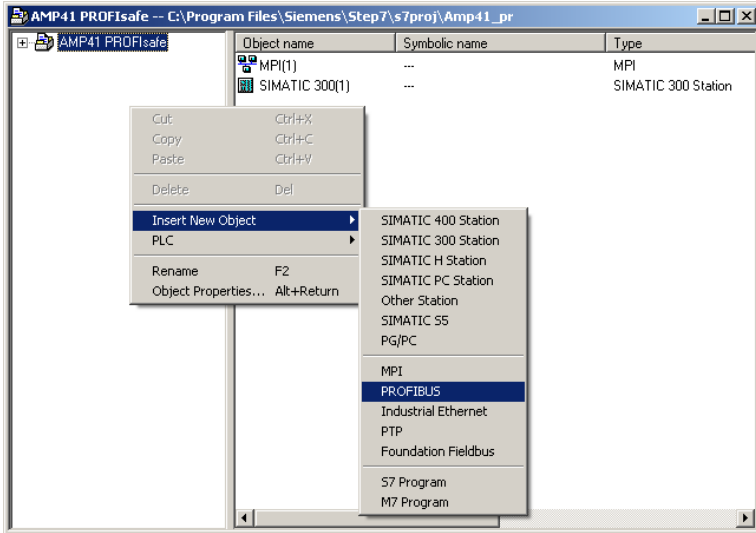 AMP41 PROFIsafe -- C:\Program Files\Siemens\Step7\s7proj\Amp41_pr
AMP41 PROFIsafe
Object name Symbolic name Type
MPI(1) --- MPI
SIMATIC 300(1) --- SIMATIC 300 Station
Cut Ctrl+X
Copy Ctrl+C
Paste Ctrl+V
Delete Del
Insert New Object
PLC
Rename F2
Object Properties... Alt+Return
SIMATIC 400 Station
SIMATIC 300 Station
SIMATIC H Station
SIMATIC PC Station
Other Station
SIMATIC S5
PG/PC
MPI
PROFIBUS
Industrial Ethernet
PTP
Foundation Fieldbus
S7 Program
M7 Program